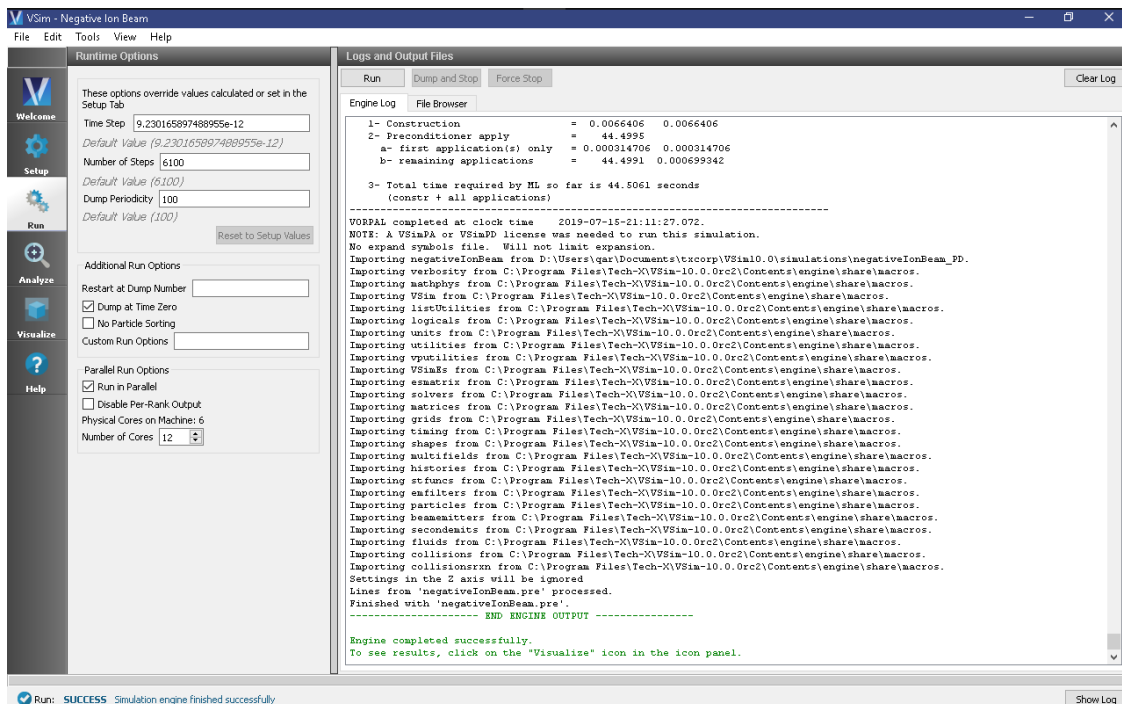 VSim - Negative Ion Beam
File Edit Tools View Help
Runtime Options
Logs and Output Files
Welcome
Setup
Run
Analyze
Visualize
Help
These options override values calculated or set in the
Setup Tab
Time Step 9.230165897488955e-12
Default Value (9.230165897488955e-12)
Number of Steps 6100
Default Value (6100)
Dump Periodicity 100
Default Value (100)
Reset to Setup Values
Additional Run Options
Restart at Dump Number
Dump at Time Zero
No Particle Sorting
Custom Run Options
Parallel Run Options
Run in Parallel
Disable Per-Rank Output
Physical Cores on Machine: 6
Number of Cores 12
Run Dump and Stop Force Stop Clear Log
Engine Log File Browser
1- Construction = 0.0066406 0.0066406
2- Preconditioner apply = 44.4995
a- first application(s) only = 0.000314706 0.000314706
b- remaining applications = 44.4991 0.000699342
3- Total time required by ML so far is 44.5061 seconds
(constr + all applications)
--------------------------------------------------------------------------------
VORPAL completed at clock time 2019-07-15-21:11:27.072.
NOTE: A VSimPA or VSimPD license was needed to run this simulation.
No expand symbols file. Will not limit expansion.
Importing negativeIonBeam from D:\Users\qar\Documents\txcorp\VSim10.0\simulations\negativeIonBeam_PD.
Importing verbosity from C:\Program Files\Tech-X\VSim-10.0.0rc2\Contents\engine\share\macros.
Importing mathphys from C:\Program Files\Tech-X\VSim-10.0.0rc2\Contents\engine\share\macros.
Importing VSim from C:\Program Files\Tech-X\VSim-10.0.0rc2\Contents\engine\share\macros.
Importing listUtilities from C:\Program Files\Tech-X\VSim-10.0.0rc2\Contents\engine\share\macros.
Importing logicals from C:\Program Files\Tech-X\VSim-10.0.0rc2\Contents\engine\share\macros.
Importing units from C:\Program Files\Tech-X\VSim-10.0.0rc2\Contents\engine\share\macros.
Importing utilities from C:\Program Files\Tech-X\VSim-10.0.0rc2\Contents\engine\share\macros.
Importing vputilities from C:\Program Files\Tech-X\VSim-10.0.0rc2\Contents\engine\share\macros.
Importing VSimEs from C:\Program Files\Tech-X\VSim-10.0.0rc2\Contents\engine\share\macros.
Importing esmatrix from C:\Program Files\Tech-X\VSim-10.0.0rc2\Contents\engine\share\macros.
Importing solvers from C:\Program Files\Tech-X\VSim-10.0.0rc2\Contents\engine\share\macros.
Importing matrices from C:\Program Files\Tech-X\VSim-10.0.0rc2\Contents\engine\share\macros.
Importing grids from C:\Program Files\Tech-X\VSim-10.0.0rc2\Contents\engine\share\macros.
Importing timing from C:\Program Files\Tech-X\VSim-10.0.0rc2\Contents\engine\share\macros.
Importing shapes from C:\Program Files\Tech-X\VSim-10.0.0rc2\Contents\engine\share\macros.
Importing multifields from C:\Program Files\Tech-X\VSim-10.0.0rc2\Contents\engine\share\macros.
Importing histories from C:\Program Files\Tech-X\VSim-10.0.0rc2\Contents\engine\share\macros.
Importing stfuncs from C:\Program Files\Tech-X\VSim-10.0.0rc2\Contents\engine\share\macros.
Importing emfilters from C:\Program Files\Tech-X\VSim-10.0.0rc2\Contents\engine\share\macros.
Importing particles from C:\Program Files\Tech-X\VSim-10.0.0rc2\Contents\engine\share\macros.
Importing beamemitters from C:\Program Files\Tech-X\VSim-10.0.0rc2\Contents\engine\share\macros.
Importing secondemits from C:\Program Files\Tech-X\VSim-10.0.0rc2\Contents\engine\share\macros.
Importing fluids from C:\Program Files\Tech-X\VSim-10.0.0rc2\Contents\engine\share\macros.
Importing collisions from C:\Program Files\Tech-X\VSim-10.0.0rc2\Contents\engine\share\macros.
Importing collisionsrxn from C:\Program Files\Tech-X\VSim-10.0.0rc2\Contents\engine\share\macros.
Settings in the Z axis will be ignored
Lines from 'negativeIonBeam.pre' processed.
Finished with 'negativeIonBeam.pre'.
--------------------- END ENGINE OUTPUT ----------------
Engine completed successfully.
To see results, click on the "Visualize" icon in the icon panel.
Run: SUCCESS Simulation engine finished successfully
Show Log